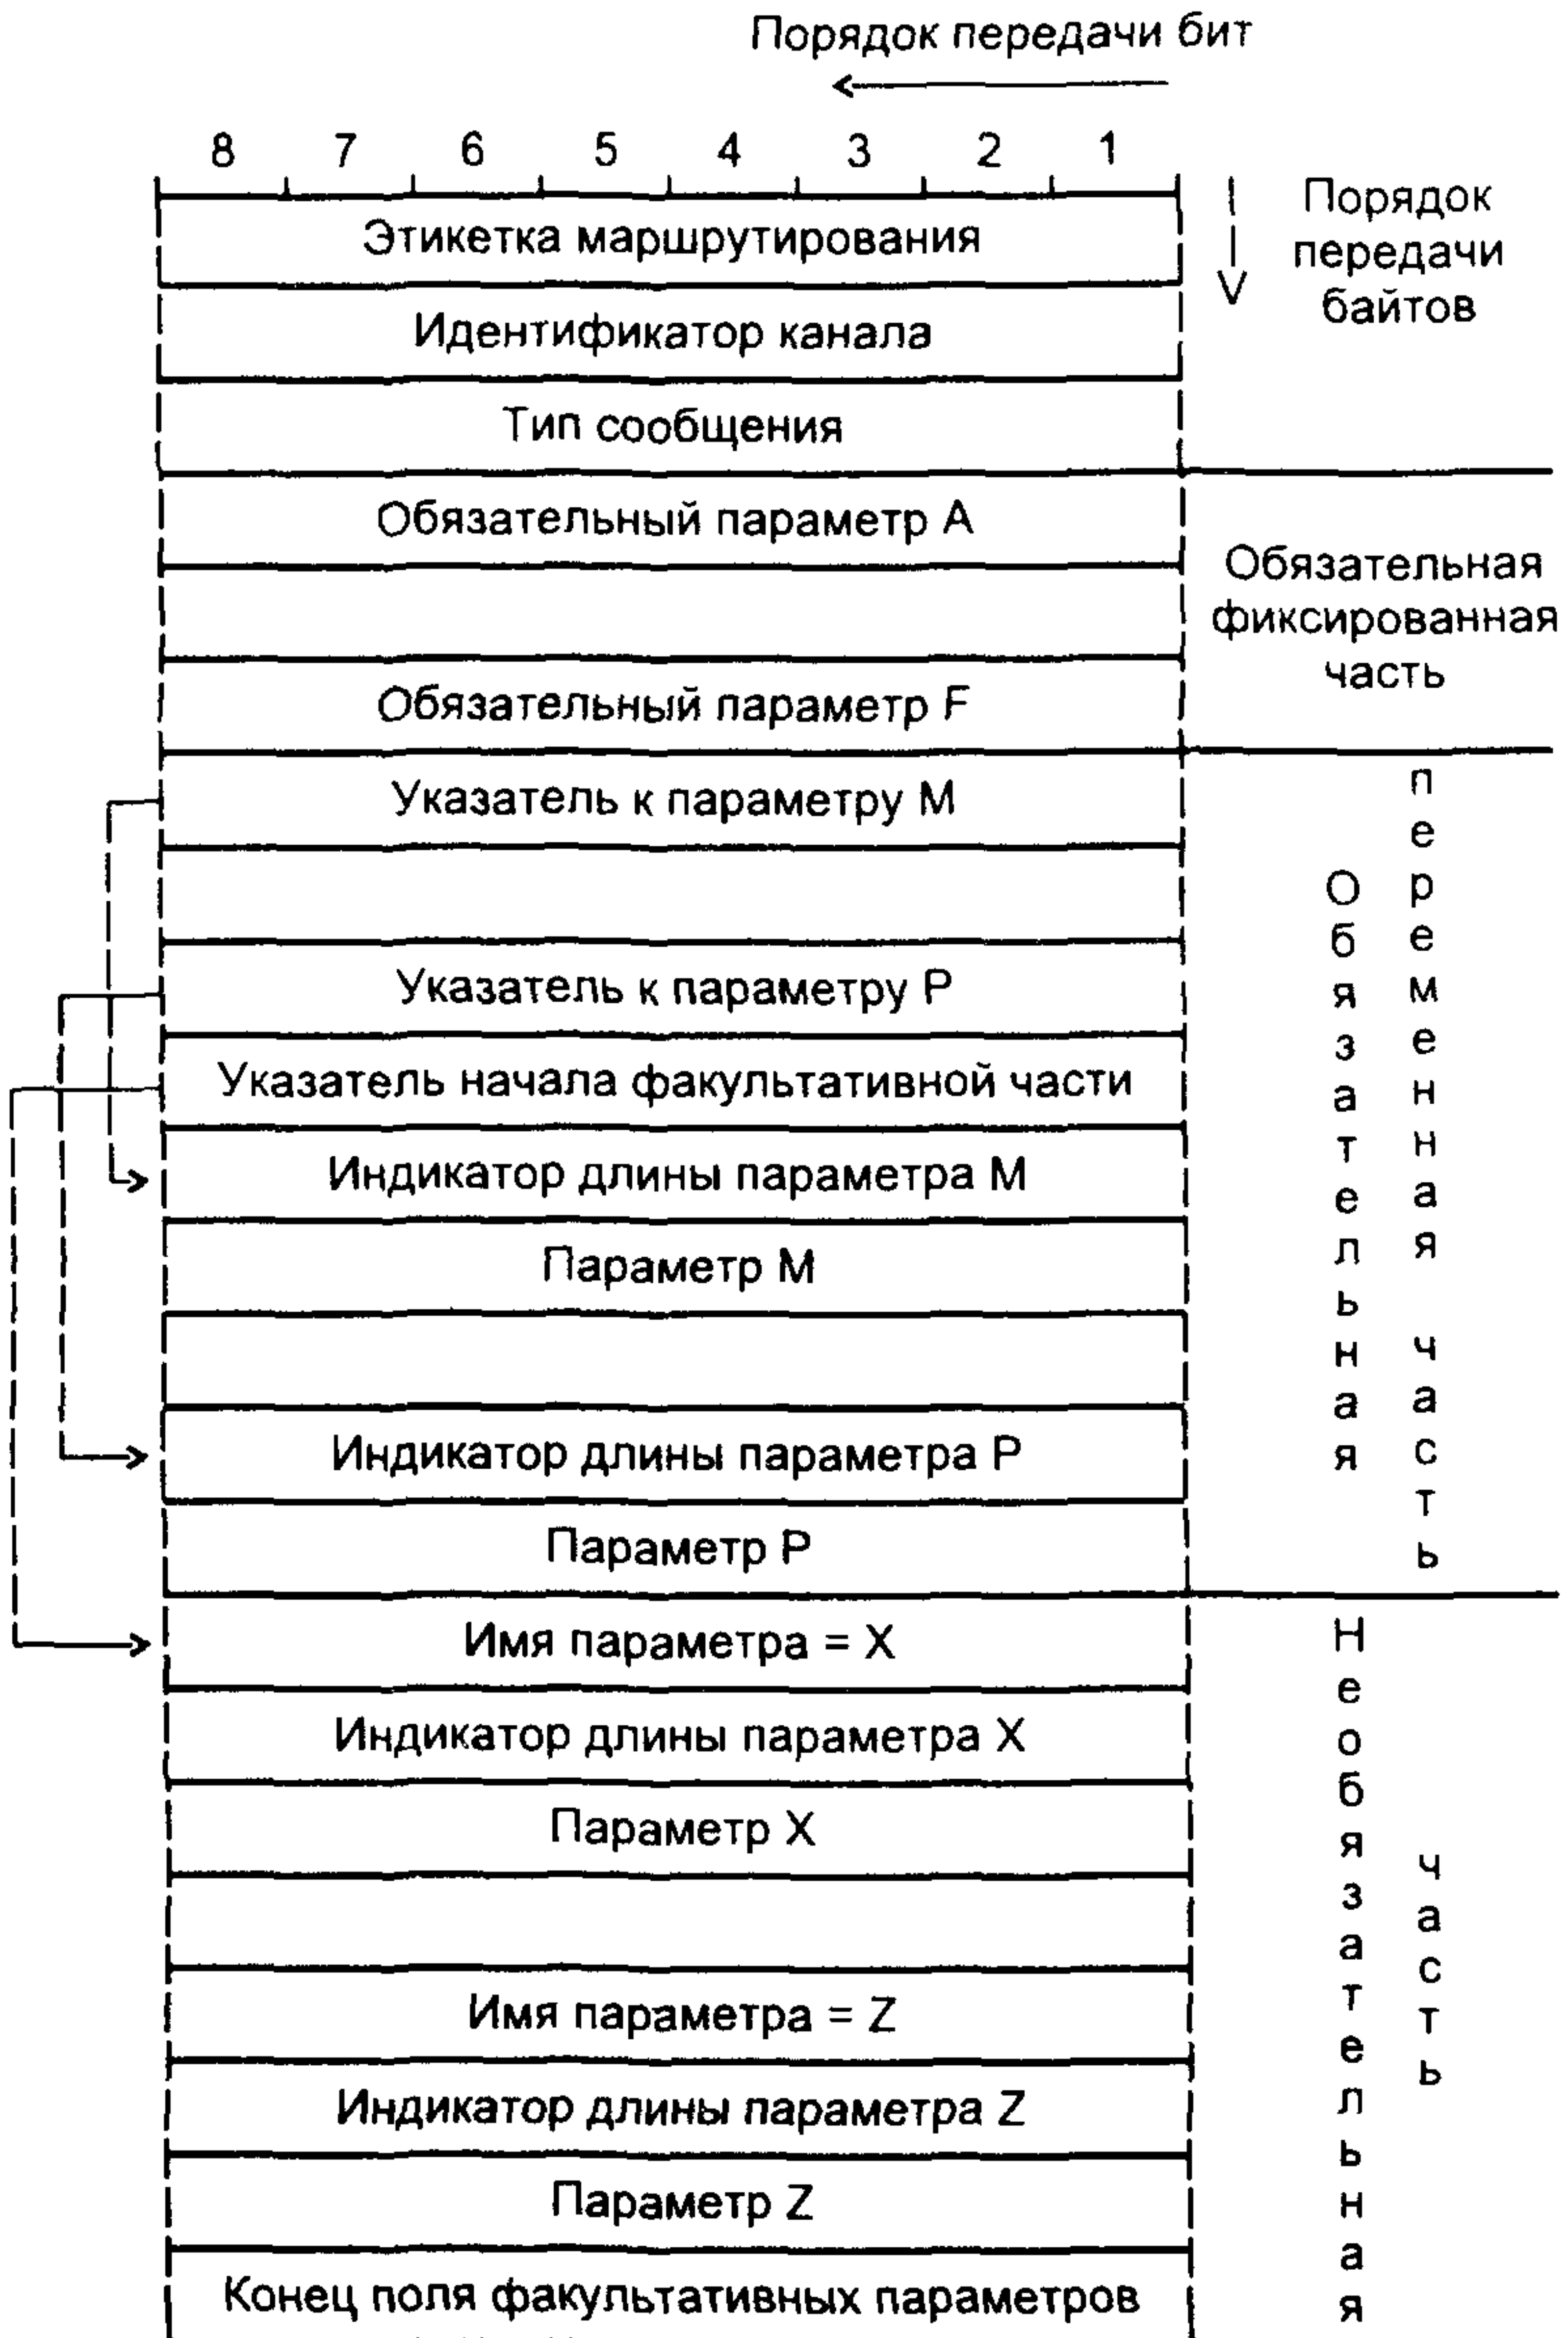 Порядок передачи бит
8 7 6 5 4 3 2 1
Порядок
передачи
байтов
Этикетка маршрутирования
Идентификатор канала
Тип сообщения
Обязательный параметр A
Обязательная
фиксированная
часть
Обязательный параметр F
Указатель к параметру M
Указатель к параметру P
Указатель начала факультативной части
Индикатор длины параметра M
Параметр M
Индикатор длины параметра P
Параметр P
Обязательная
переменная часть
Имя параметра = X
Индикатор длины параметра X
Параметр X
Имя параметра = Z
Индикатор длины параметра Z
Параметр Z
Конец поля факультативных параметров
Необязательная
часть